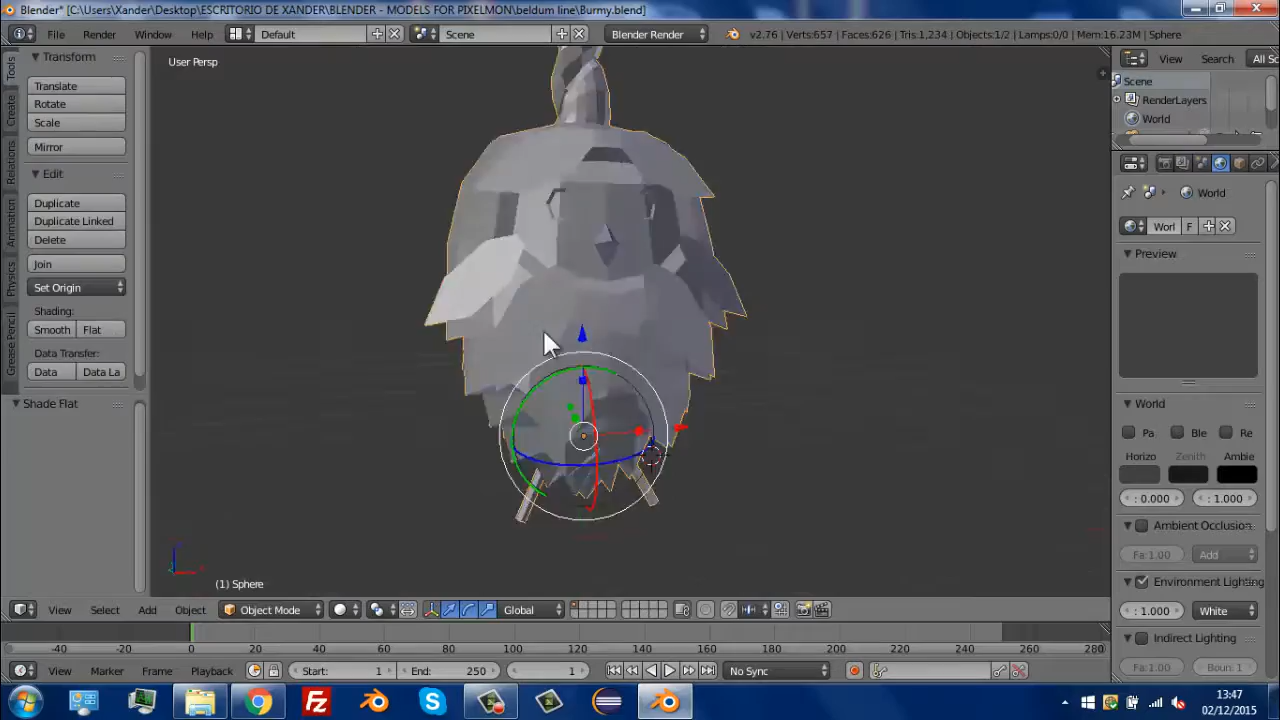 Blender* [C:\Users\Xander\Desktop\ESCRITORIO DE XANDER\BLENDER - MODELS FOR PIXELMON\beldum line\Burmy.blend]
File Render Window Help Default Scene Blender Render v2.76 | Verts:657 | Faces:626 | Tris:1,234 | Objects:1/2 | Lamps:0/0 | Mem:16.23M | Sphere
Tools
Create
Relations
Animation
Physics
Grease Pencil
Transform
Translate
Rotate
Scale
Mirror
Edit
Duplicate
Duplicate Linked
Delete
Join
Set Origin
Shading:
Smooth Flat
Data Transfer:
Data Data La
Shade Flat
User Persp
(1) Sphere
View Select Add Object Object Mode Global
View Search All Sc
Scene
RenderLayers
World
World
Worl F
Preview
World
Pa Ble Re
Horizo Zenith Ambie
: 0.000 : 1.000
Ambient Occlusion
Fa: 1.00 Add
Environment Lighting
: 1.000 White
Indirect Lighting
Fa: 1.00 Boun: 1
-40 -20 0 20 40 60 80 100 120 140 160 180 200 220 240 260 280
View Marker Frame Playback Start: 1 End: 250 1 No Sync
13:47
02/12/2015